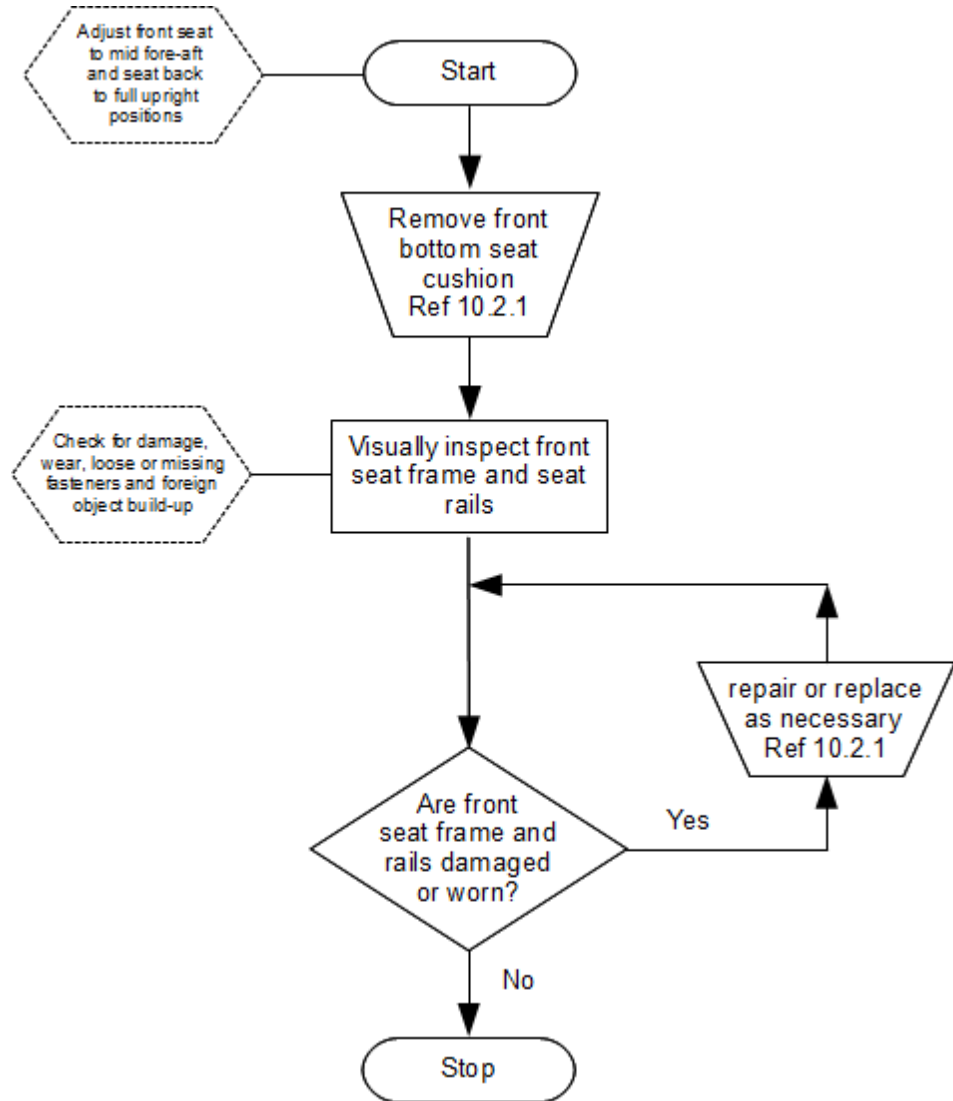 Adjust front seat
to mid fore-aft
and seat back
to full upright
positions
Start
Remove front
bottom seat
cushion
Ref 10.2.1
Check for damage,
wear, loose or missing
fasteners and foreign
object build-up
Visually inspect front
seat frame and seat
rails
repair or replace
as necessary
Ref 10.2.1
Are front
seat frame and
rails damaged
or worn?
Yes
No
Stop